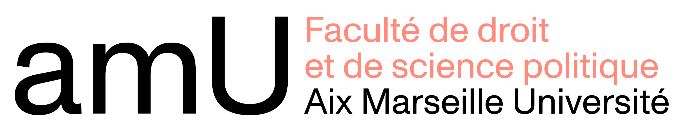 amU
Faculté de droit
et de science politique
Aix Marseille Université